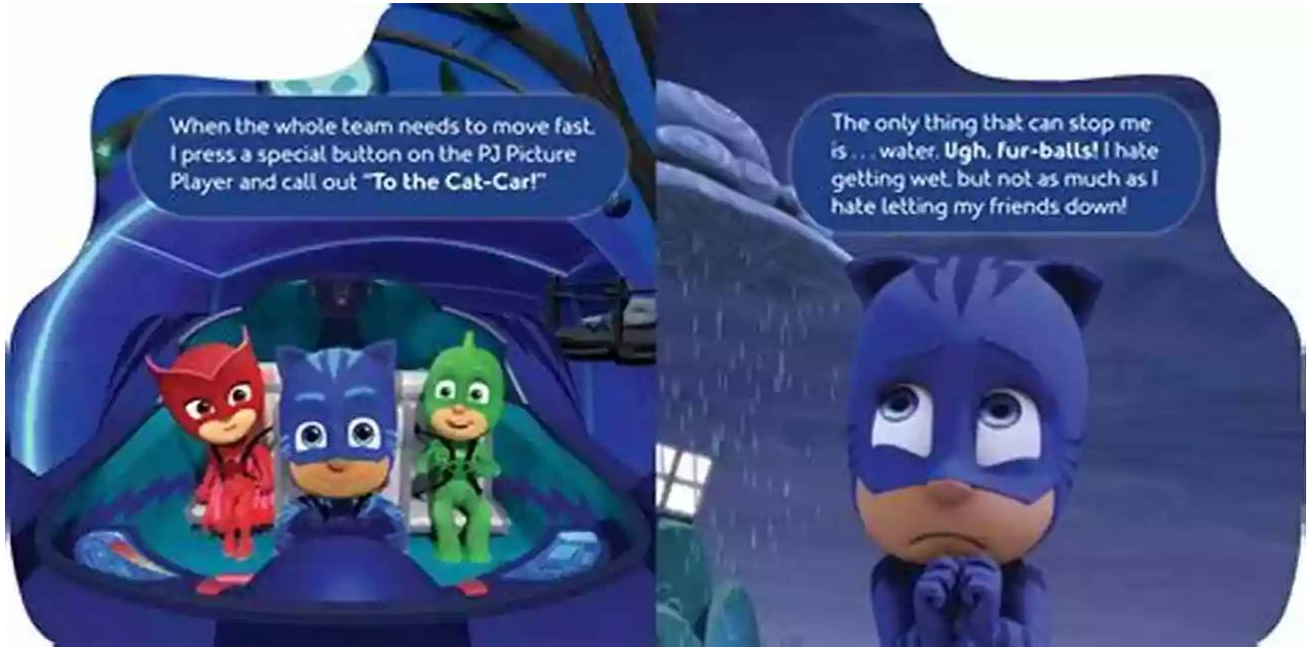 When the whole team needs to move fast,
I press a special button on the PJ Picture
Player and call out "To the Cat-Car!"
The only thing that can stop me
is ... water. Ugh, fur-balls! I hate
getting wet, but not as much as I
hate letting my friends down!